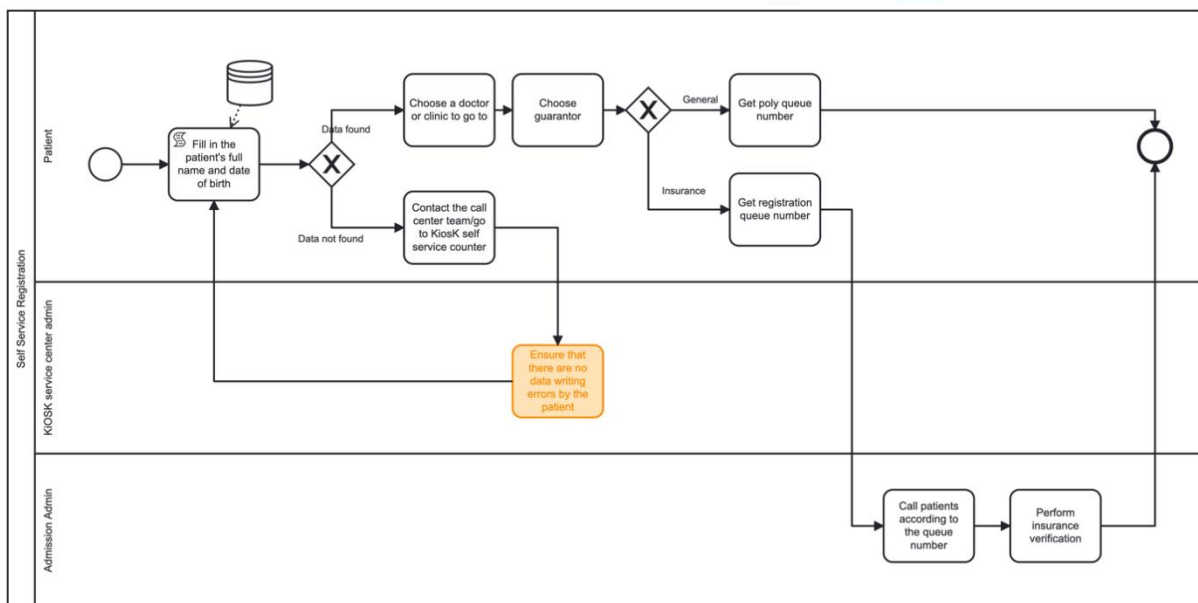 Self Service Registration
Patient
Fill in the
patient's full
name and date
of birth
Data found
Data not found
Choose a doctor
or clinic to go to
Choose
guarantor
General
Insurance
Get poly queue
number
Get registration
queue number
Contact the call
center team/go
to KiosK self
service counter
KiOSK service center admin
Ensure that
there are no
data writing
errors by the
patient
Admission Admin
Call patients
according to
the queue
number
Perform
insurance
verification